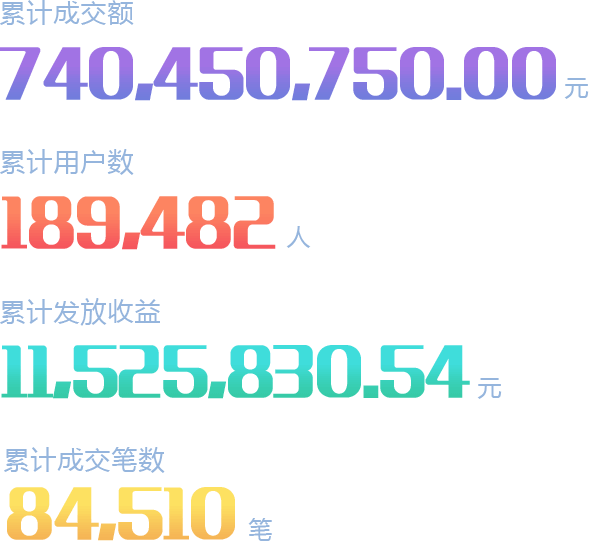 累计成交额
740,450,750.00 元
累计用户数
189,482 人
累计发放收益
11,525,830.54 元
累计成交笔数
84,510 笔